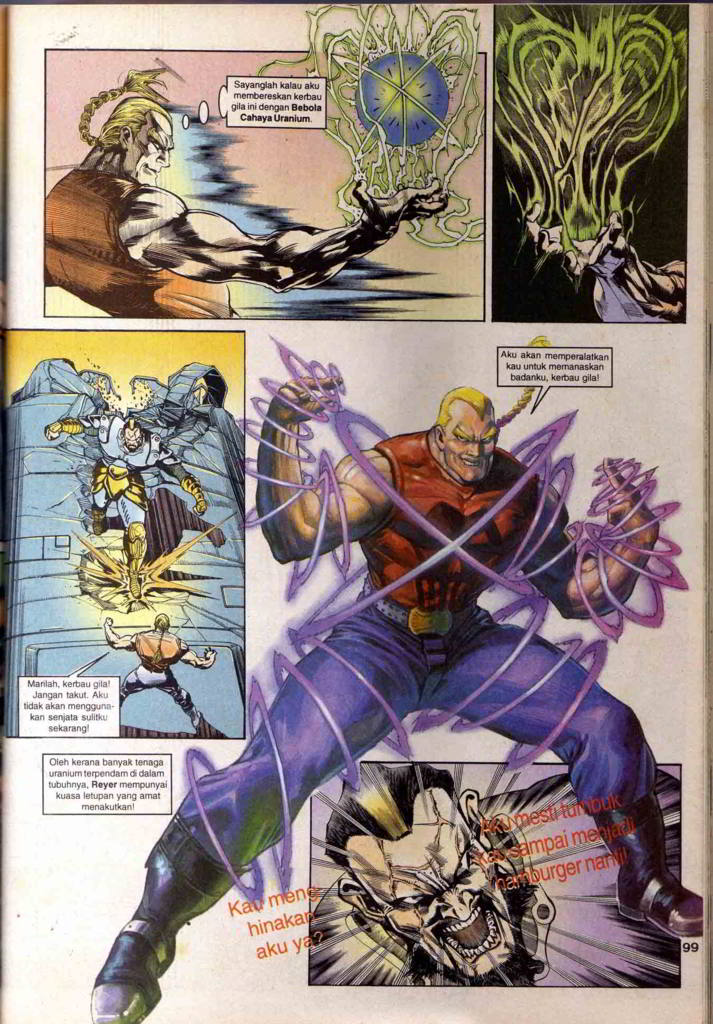 Sayanglah kalau aku
membereskan kerbau
gila ini dengan Bebola
Cahaya Uranium.
Aku akan memperalatkan
kau untuk memanaskan
badanku, kerbau gila!
Marilah, kerbau gila!
Jangan takut. Aku
tidak akan mengguna-
kan senjata sulitku
sekarang!
Oleh kerana banyak tenaga
uranium terpendam di dalam
tubuhnya, Reyer mempunyai
kuasa letupan yang amat
menakutkan!
Kau meng-
hinakan
aku ya?
Aku mesti tumbuk
kau sampai menjadi
hamburger nanti!
99